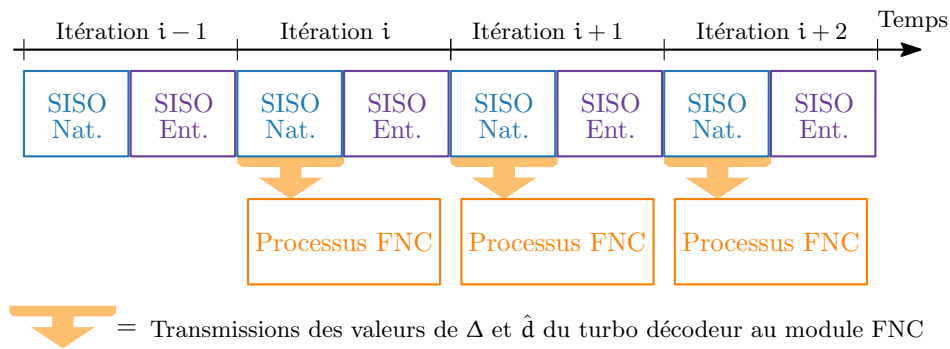 Temps
Itération i − 1 Itération i Itération i + 1 Itération i + 2
SISO SISO SISO SISO SISO SISO SISO SISO
Nat. Ent. Nat. Ent. Nat. Ent. Nat. Ent.
Processus FNC Processus FNC Processus FNC
= Transmissions des valeurs de Δ et d̂ du turbo décodeur au module FNC